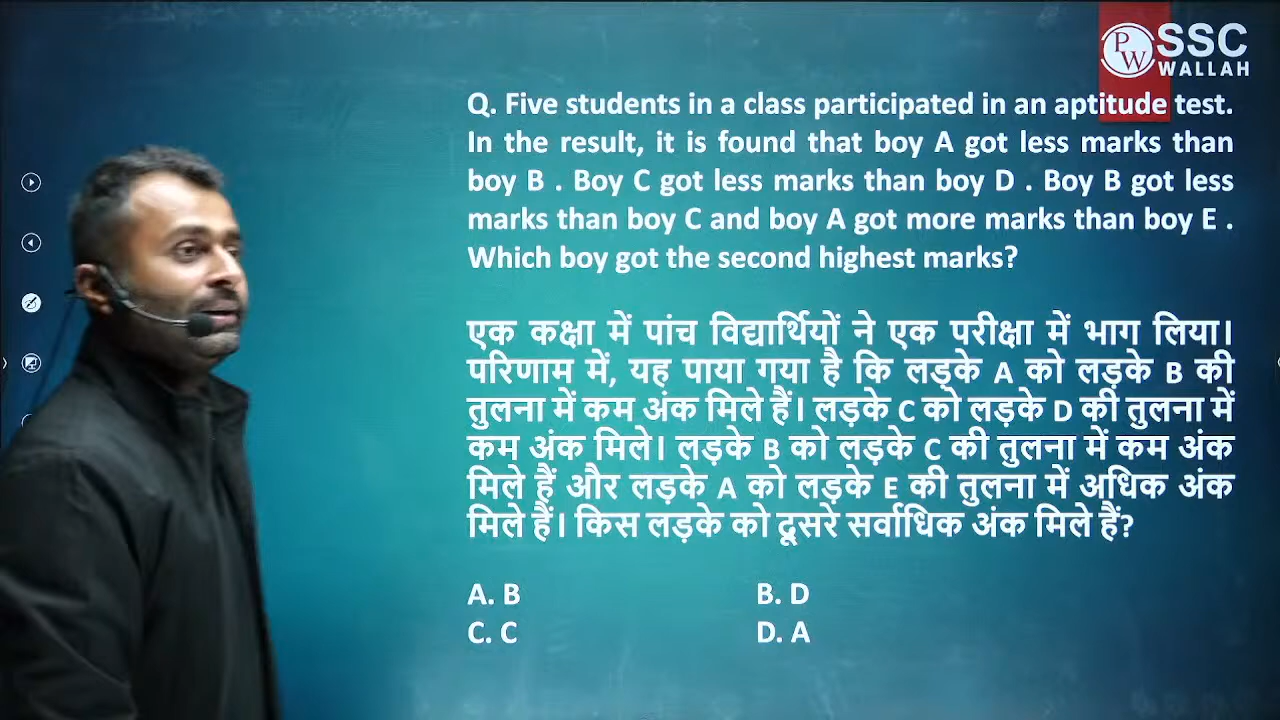 PW SSC
WALLAH
Q. Five students in a class participated in an aptitude test.
In the result, it is found that boy A got less marks than
boy B . Boy C got less marks than boy D . Boy B got less
marks than boy C and boy A got more marks than boy E .
Which boy got the second highest marks?
एक कक्षा में पांच विद्यार्थियों ने एक परीक्षा में भाग लिया।
परिणाम में, यह पाया गया है कि लड़के A को लड़के B की
तुलना में कम अंक मिले हैं। लड़के C को लड़के D की तुलना में
कम अंक मिले। लड़के B को लड़के C की तुलना में कम अंक
मिले हैं और लड़के A को लड़के E की तुलना में अधिक अंक
मिले हैं। किस लड़के को दूसरे सर्वाधिक अंक मिले हैं?
A. B B. D
C. C D. A